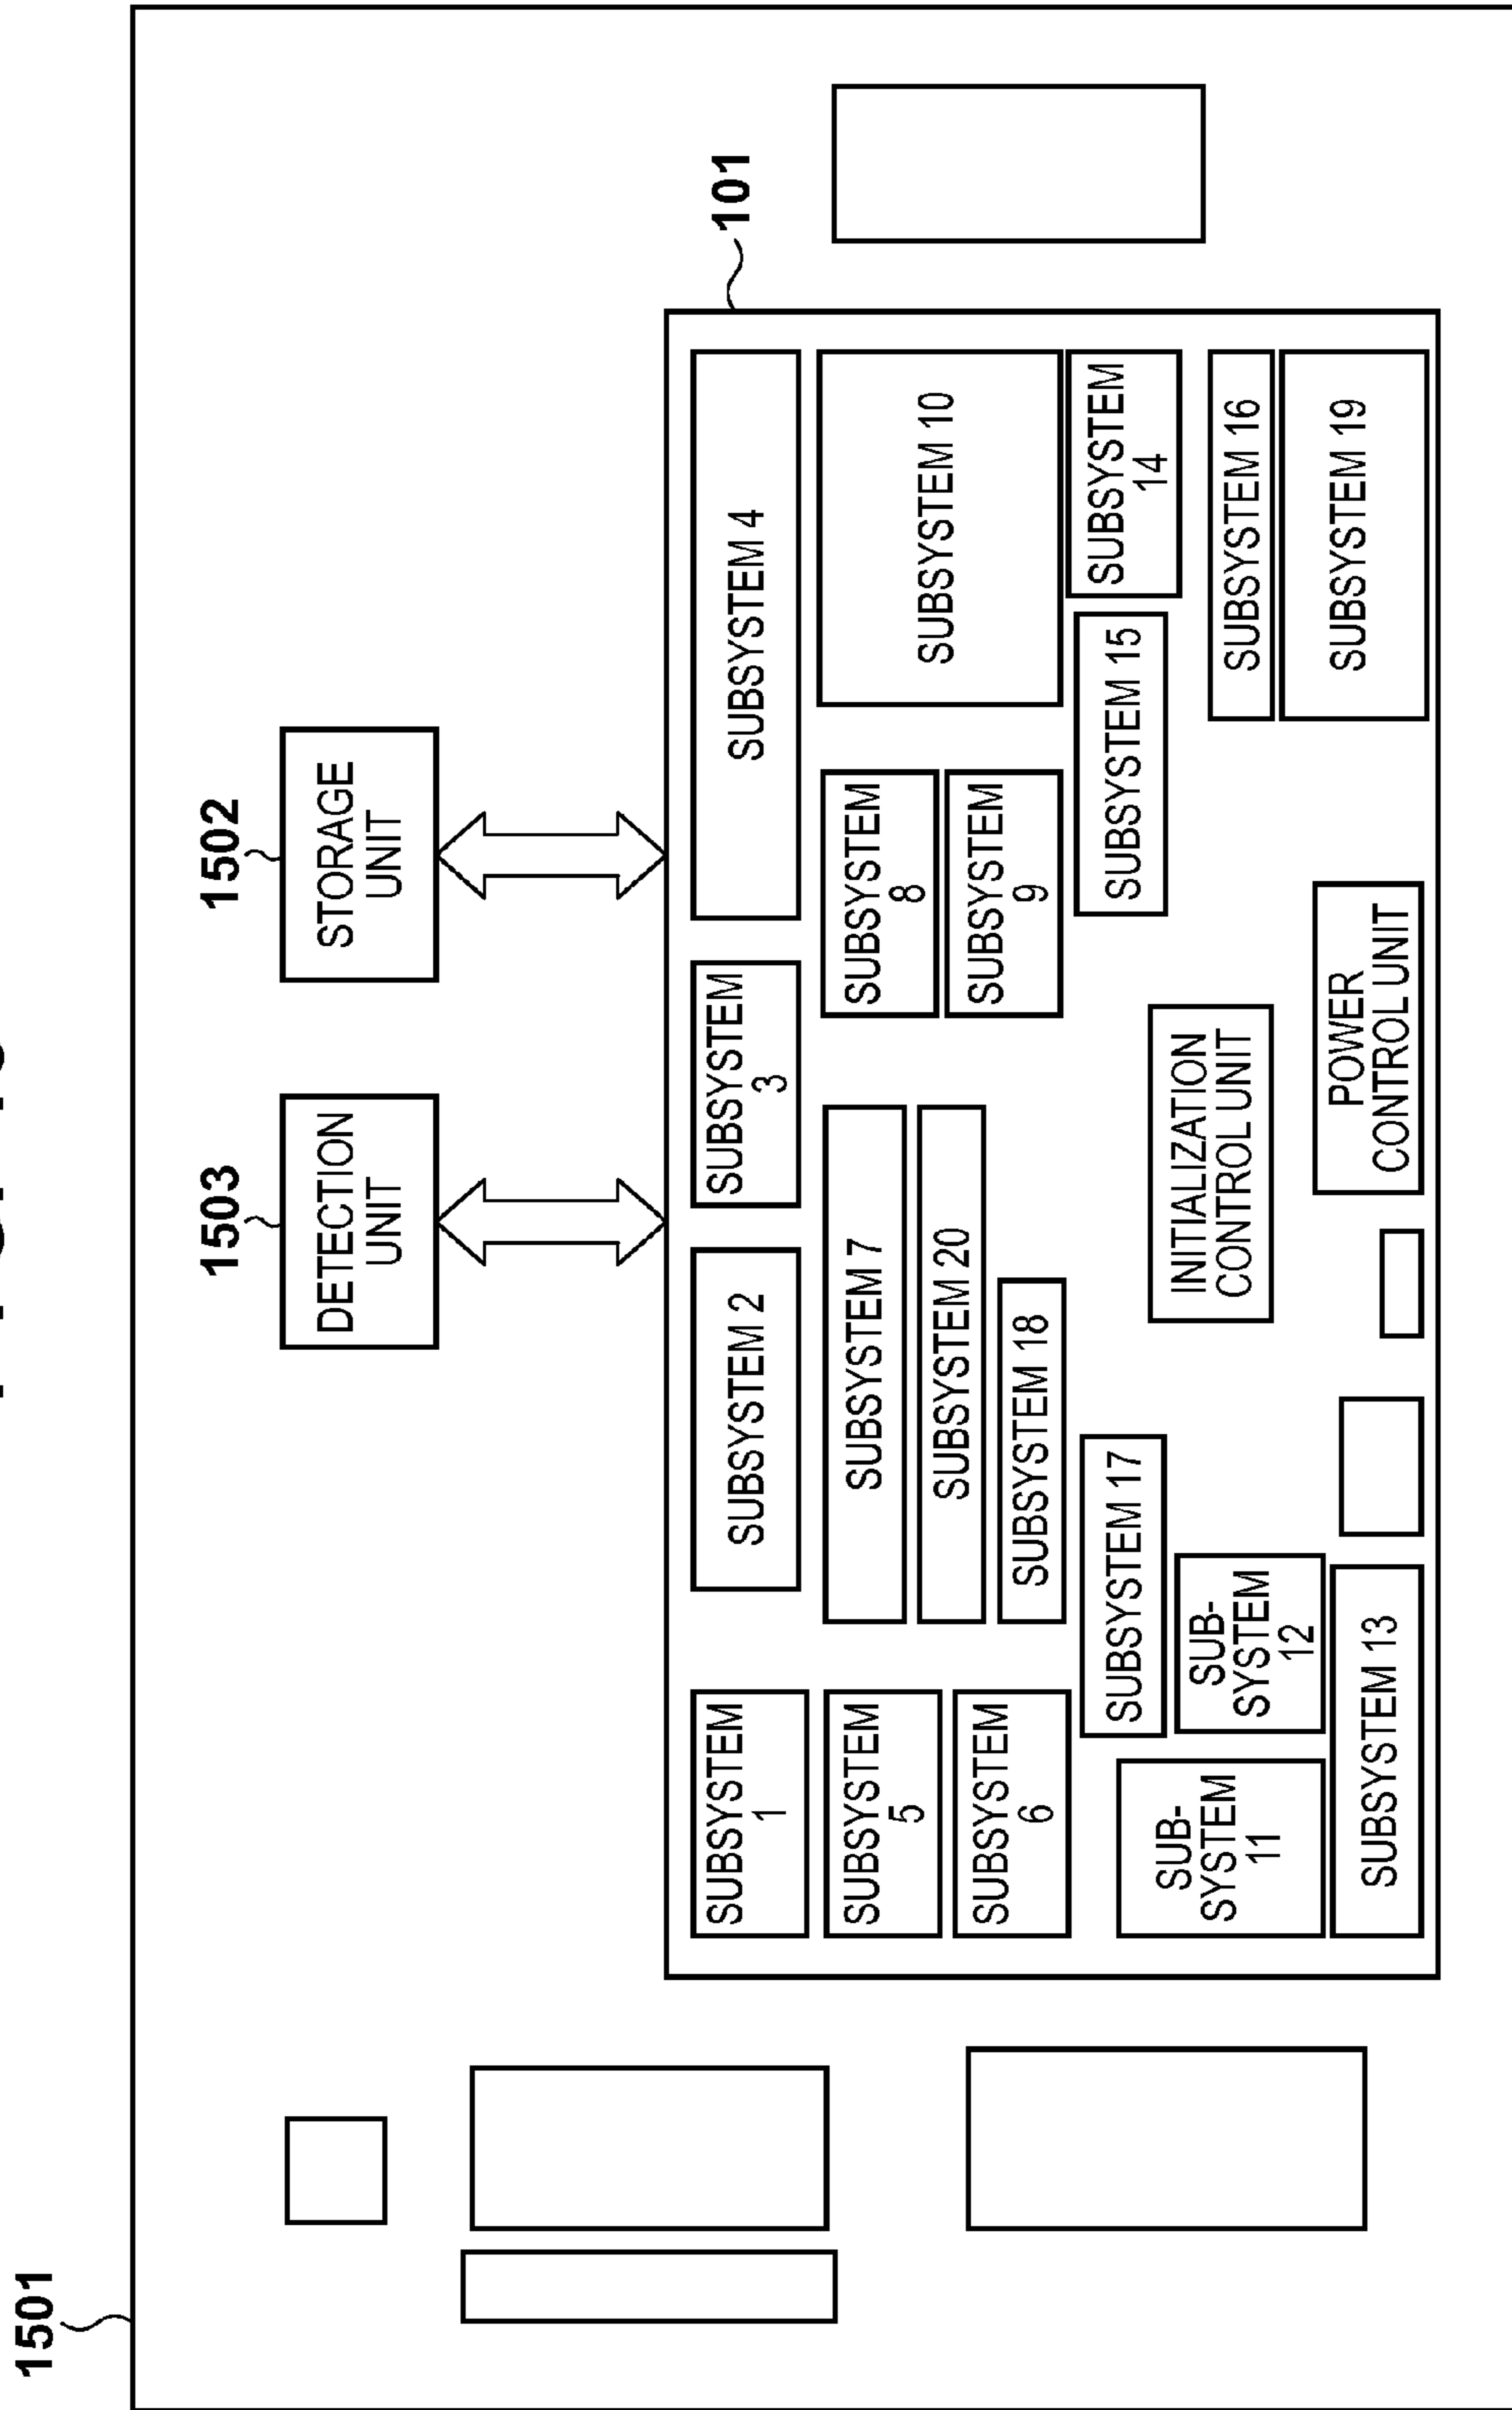 1501
1503
1502
DETECTION
UNIT
STORAGE
UNIT
101
SUBSYSTEM
1
SUBSYSTEM 2
SUBSYSTEM
3
SUBSYSTEM 4
SUBSYSTEM
5
SUBSYSTEM 7
SUBSYSTEM
8
SUBSYSTEM 10
SUBSYSTEM 20
SUBSYSTEM
6
SUBSYSTEM 18
SUBSYSTEM
9
SUBSYSTEM 17
SUBSYSTEM 15
SUBSYSTEM
14
SUB-
SYSTEM
11
SUB-
SYSTEM
12
INITIALIZATION
CONTROL UNIT
SUBSYSTEM 16
SUBSYSTEM 13
POWER
CONTROL UNIT
SUBSYSTEM 19